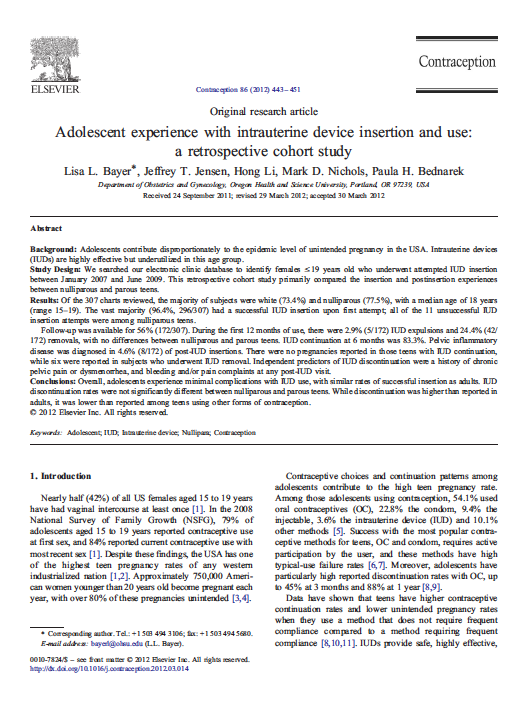 ELSEVIER
Contraception
Contraception 86 (2012) 443–451
Original research article
Adolescent experience with intrauterine device insertion and use:
a retrospective cohort study
Lisa L. Bayer*, Jeffrey T. Jensen, Hong Li, Mark D. Nichols, Paula H. Bednarek
Department of Obstetrics and Gynecology, Oregon Health and Science University, Portland, OR 97239, USA
Received 24 September 2011; revised 29 March 2012; accepted 30 March 2012
Abstract
Background: Adolescents contribute disproportionately to the epidemic level of unintended pregnancy in the USA. Intrauterine devices
(IUDs) are highly effective but underutilized in this age group.
Study Design: We searched our electronic clinic database to identify females ≤19 years old who underwent attempted IUD insertion
between January 2007 and June 2009. This retrospective cohort study primarily compared the insertion and postinsertion experiences
between nulliparous and parous teens.
Results: Of the 307 charts reviewed, the majority of subjects were white (73.4%) and nulliparous (77.5%), with a median age of 18 years
(range 15–19). The vast majority (96.4%, 296/307) had a successful IUD insertion upon first attempt; all of the 11 unsuccessful IUD
insertion attempts were among nulliparous teens.
Follow-up was available for 56% (172/307). During the first 12 months of use, there were 2.9% (5/172) IUD expulsions and 24.4% (42/
172) removals, with no differences between nulliparous and parous teens. IUD continuation at 6 months was 83.3%. Pelvic inflammatory
disease was diagnosed in 4.6% (8/172) of post-IUD insertions. There were no pregnancies reported in those teens with IUD continuation,
while six were reported in subjects who underwent IUD removal. Independent predictors of IUD discontinuation were a history of chronic
pelvic pain or dysmenorrhea, and bleeding and/or pain complaints at any post-IUD visit.
Conclusions: Overall, adolescents experience minimal complications with IUD use, with similar rates of successful insertion as adults. IUD
discontinuation rates were not significantly different between nulliparous and parous teens. While discontinuation was higher than reported in
adults, it was lower than reported among teens using other forms of contraception.
© 2012 Elsevier Inc. All rights reserved.
Keywords: Adolescent; IUD; Intrauterine device; Nullipara; Contraception
1. Introduction
Nearly half (42%) of all US females aged 15 to 19 years
have had vaginal intercourse at least once [1]. In the 2008
National Survey of Family Growth (NSFG), 79% of
adolescents aged 15 to 19 years reported contraceptive use
at first sex, and 84% reported current contraceptive use with
most recent sex [1]. Despite these findings, the USA has one
of the highest teen pregnancy rates of any western
industrialized nation [1,2]. Approximately 750,000 Ameri-
can women younger than 20 years old become pregnant each
year, with over 80% of these pregnancies unintended [3,4].
* Corresponding author. Tel.: +1 503 494 3106; fax: +1 503 494 5680.
E-mail address: bayerl@ohsu.edu (L.L. Bayer).
Contraceptive choices and continuation patterns among
adolescents contribute to the high teen pregnancy rate.
Among those adolescents using contraception, 54.1% used
oral contraceptives (OC), 22.8% the condom, 9.4% the
injectable, 3.6% the intrauterine device (IUD) and 10.1%
other methods [5]. Success with the most popular contra-
ceptive methods for teens, OC and condom, requires active
participation by the user, and these methods have high
typical-use failure rates [6,7]. Moreover, adolescents have
particularly high reported discontinuation rates with OC, up
to 45% at 3 months and 88% at 1 year [8,9].
Data have shown that teens have higher contraceptive
continuation rates and lower unintended pregnancy rates
when they use a method that does not require frequent
compliance compared to a method requiring frequent
compliance [8,10,11]. IUDs provide safe, highly effective,
0010-7824/$ – see front matter © 2012 Elsevier Inc. All rights reserved.
http://dx.doi.org/10.1016/j.contraception.2012.03.014